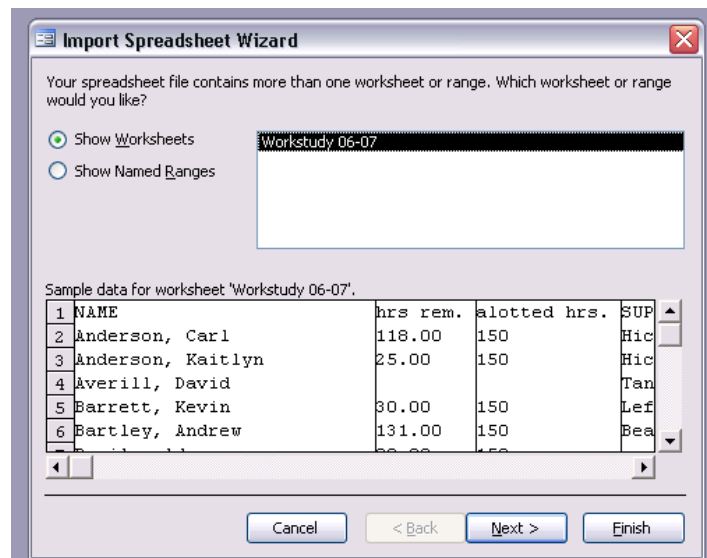 Import Spreadsheet Wizard
Your spreadsheet file contains more than one worksheet or range. Which worksheet or range
would you like?
Show Worksheets
Workstudy 06-07
Show Named Ranges
Sample data for worksheet 'Workstudy 06-07'.
1 NAME hrs rem. alotted hrs. SUP
2 Anderson, Carl 118.00 150 Hic
3 Anderson, Kaitlyn 25.00 150 Hic
4 Averill, David Tan
5 Barrett, Kevin 30.00 150 Lef
6 Bartley, Andrew 131.00 150 Bea
Cancel < Back Next > Finish